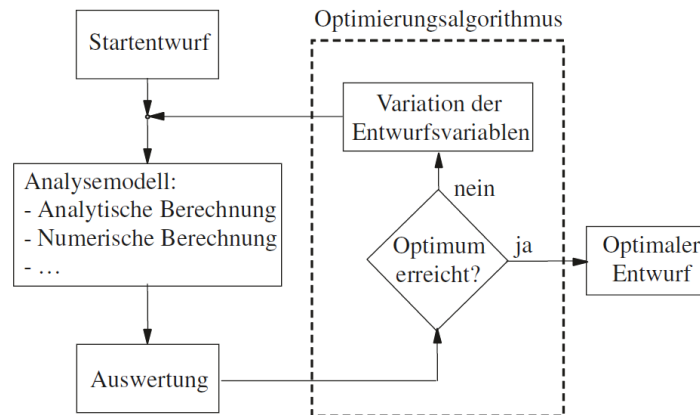 Optimierungsalgorithmus
Startentwurf
Variation der
Entwurfsvariablen
Analysemodell:
- Analytische Berechnung
- Numerische Berechnung
- ...
nein
Optimum
erreicht?
ja
Optimaler
Entwurf
Auswertung